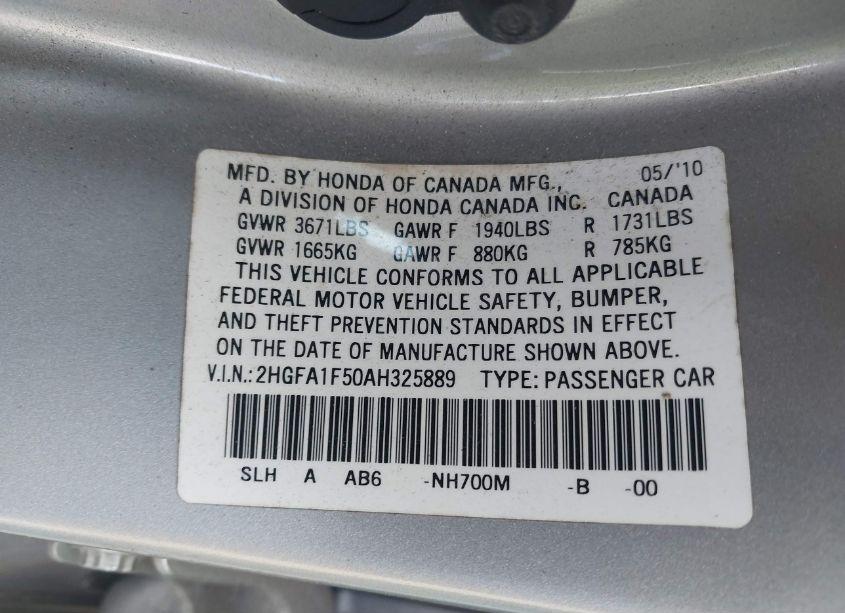 MFD. BY HONDA OF CANADA MFG., 05/'10
A DIVISION OF HONDA CANADA INC. CANADA
GVWR 3671LBS GAWR F 1940LBS R 1731LBS
GVWR 1665KG GAWR F 880KG R 785KG
THIS VEHICLE CONFORMS TO ALL APPLICABLE
FEDERAL MOTOR VEHICLE SAFETY, BUMPER,
AND THEFT PREVENTION STANDARDS IN EFFECT
ON THE DATE OF MANUFACTURE SHOWN ABOVE.
V.I.N.: 2HGFA1F50AH325889 TYPE: PASSENGER CAR
SLH A AB6 -NH700M -B -00